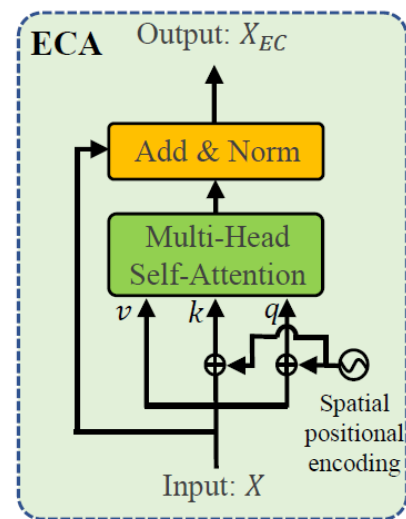 ECA
Output: X_EC
Add & Norm
Multi-Head
Self-Attention
v k q
Spatial
positional
encoding
Input: X